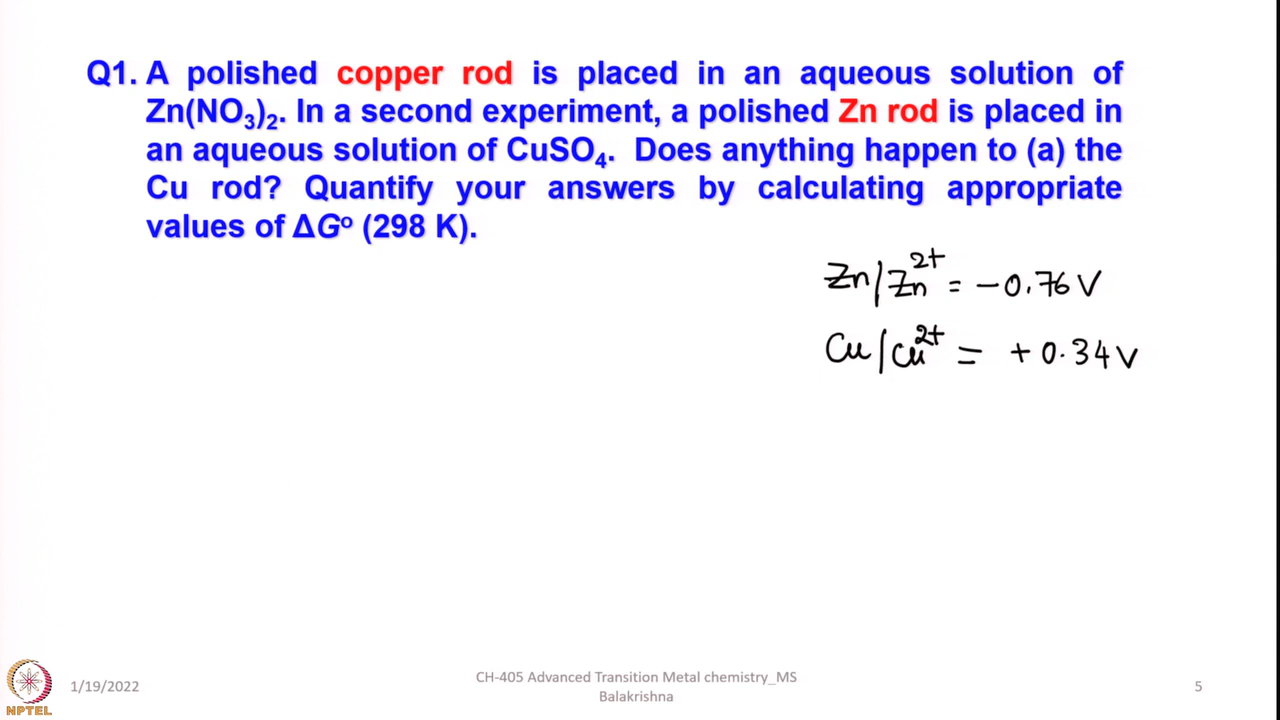 Q1. A polished copper rod is placed in an aqueous solution of
Zn(NO₃)₂. In a second experiment, a polished Zn rod is placed in
an aqueous solution of CuSO₄. Does anything happen to (a) the
Cu rod? Quantify your answers by calculating appropriate
values of ΔGᵒ (298 K).
Zn/Zn²⁺ = −0.76 V
Cu/Cu²⁺ = +0.34 V
NPTEL
1/19/2022
CH-405 Advanced Transition Metal chemistry_MS
Balakrishna
5